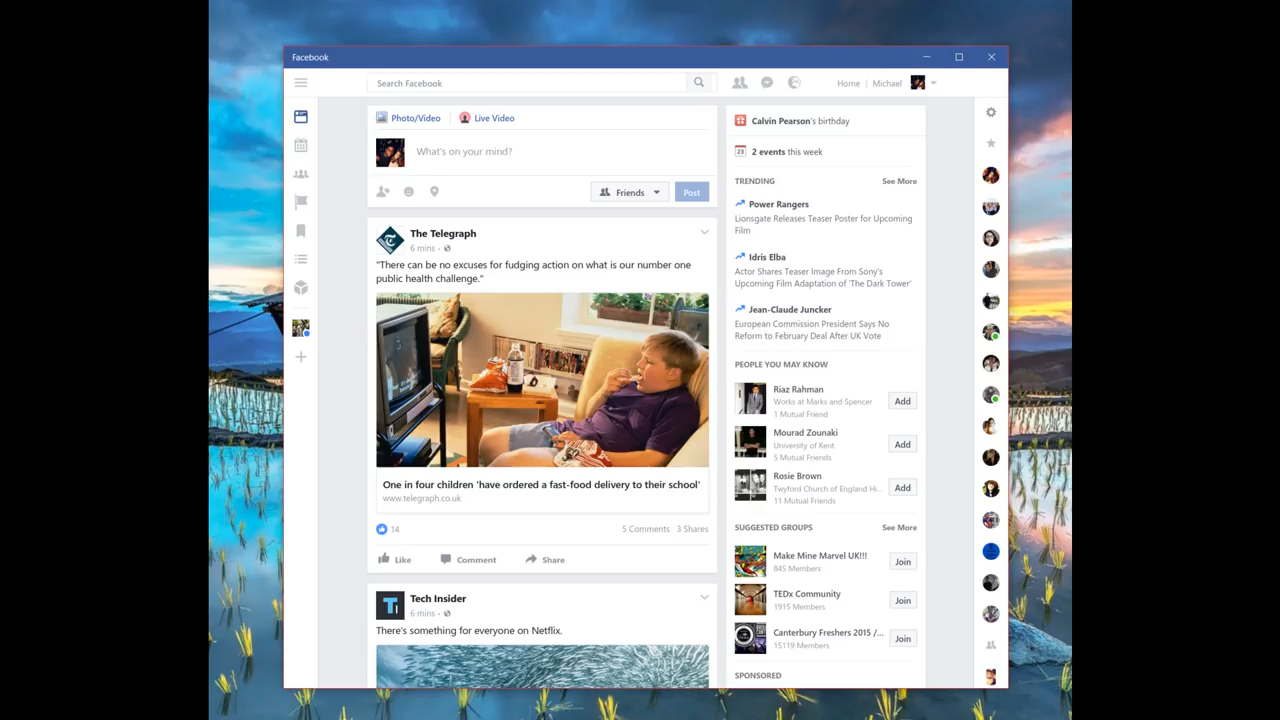 Facebook
Search Facebook
Home | Michael
Photo/Video
Live Video
What's on your mind?
Friends
Post
The Telegraph
6 mins ·
"There can be no excuses for fudging action on what is our number one
public health challenge."
One in four children 'have ordered a fast-food delivery to their school'
www.telegraph.co.uk
14
5 Comments 3 Shares
Like
Comment
Share
Tech Insider
6 mins ·
There's something for everyone on Netflix.
Calvin Pearson's birthday
23
2 events this week
TRENDING
See More
Power Rangers
Lionsgate Releases Teaser Poster for Upcoming
Film
Idris Elba
Actor Shares Teaser Image From Sony's
Upcoming Film Adaptation of 'The Dark Tower'
Jean-Claude Juncker
European Commission President Says No
Reform to February Deal After UK Vote
PEOPLE YOU MAY KNOW
Riaz Rahman
Works at Marks and Spencer
1 Mutual Friend
Add
Mourad Zounaki
University of Kent
5 Mutual Friends
Add
Rosie Brown
Twyford Church of England Hi...
11 Mutual Friends
Add
SUGGESTED GROUPS
See More
Make Mine Marvel UK!!!
845 Members
Join
TEDx Community
1915 Members
Join
Canterbury Freshers 2015 /...
15119 Members
Join
SPONSORED